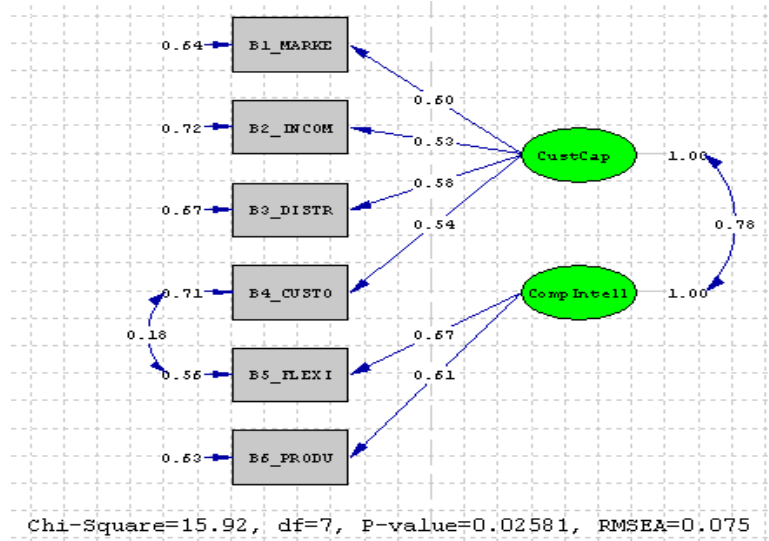 0.64 B1_MARKE
0.60
0.72 B2_INCOM
0.53
CustCap 1.00
0.67 B3_DISTR
0.58
0.54
0.78
0.71 B4_CUSTO
CompIntell 1.00
0.18
0.67
0.56 B5_FLEXI
0.61
0.63 B6_PRODU
Chi-Square=15.92, df=7, P-value=0.02581, RMSEA=0.075